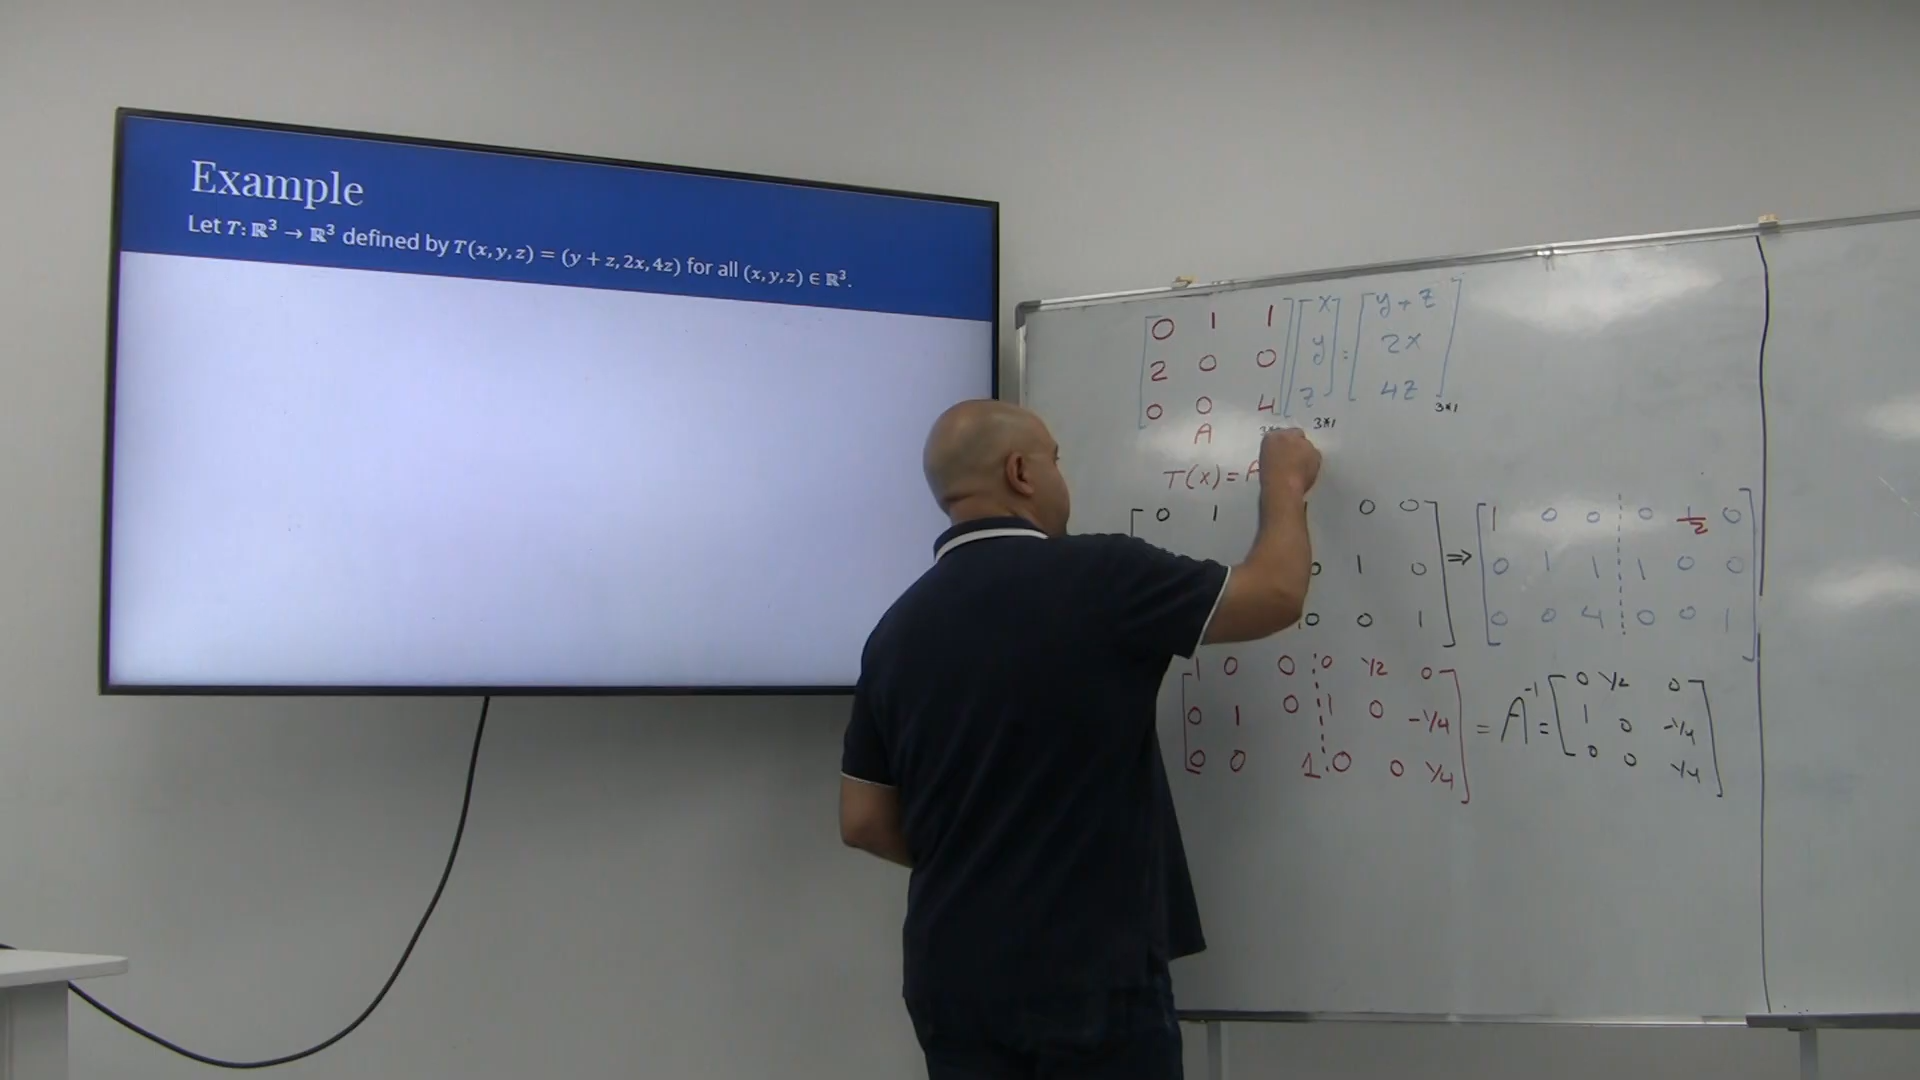 Example
Let T: ℝ³ → ℝ³ defined by T(x, y, z) = (y + z, 2x, 4z) for all (x, y, z) ∈ ℝ³.
0 1 1 x y + z
2 0 0 y = 2x
0 0 4 z 4z
A 3*1 3*1
T(x) = A
0 1 0 0 1 0 0 0 1/2 0
0 1 0 ⇒ 0 1 1 1 0 0
0 0 1 0 0 4 0 0 1
1 0 0 0 1/2 0 0 1/2 0
0 1 0 1 0 -1/4 = A⁻¹ = 1 0 -1/4
0 0 1 0 0 1/4 0 0 1/4